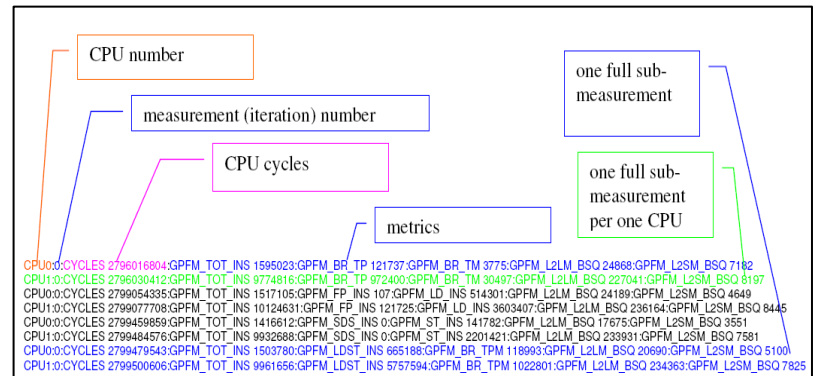 CPU number
one full sub-
measurement
measurement (iteration) number
CPU cycles
one full sub-
measurement
per one CPU
metrics
CPU0:0:CYCLES 2796016804:GPFM_TOT_INS 1595023:GPFM_BR_TP 121737:GPFM_BR_TM 3775:GPFM_L2LM_BSQ 24868:GPFM_L2SM_BSQ 7182
CPU1:0:CYCLES 2796030412:GPFM_TOT_INS 9774816:GPFM_BR_TP 972400:GPFM_BR_TM 30497:GPFM_L2LM_BSQ 227041:GPFM_L2SM_BSQ 8197
CPU0:0:CYCLES 2799054335:GPFM_TOT_INS 1517105:GPFM_FP_INS 107:GPFM_LD_INS 514301:GPFM_L2LM_BSQ 24189:GPFM_L2SM_BSQ 4649
CPU1:0:CYCLES 2799077708:GPFM_TOT_INS 10124631:GPFM_FP_INS 121725:GPFM_LD_INS 3603407:GPFM_L2LM_BSQ 236164:GPFM_L2SM_BSQ 8445
CPU0:0:CYCLES 2799459859:GPFM_TOT_INS 1416612:GPFM_SDS_INS 0:GPFM_ST_INS 141782:GPFM_L2LM_BSQ 17675:GPFM_L2SM_BSQ 3551
CPU1:0:CYCLES 2799484576:GPFM_TOT_INS 9932688:GPFM_SDS_INS 0:GPFM_ST_INS 2201421:GPFM_L2LM_BSQ 233931:GPFM_L2SM_BSQ 7581
CPU0:0:CYCLES 2799479543:GPFM_TOT_INS 1503780:GPFM_LDST_INS 665188:GPFM_BR_TPM 118993:GPFM_L2LM_BSQ 20690:GPFM_L2SM_BSQ 5100
CPU1:0:CYCLES 2799500606:GPFM_TOT_INS 9961656:GPFM_LDST_INS 5757594:GPFM_BR_TPM 1022801:GPFM_L2LM_BSQ 234363:GPFM_L2SM_BSQ 7825